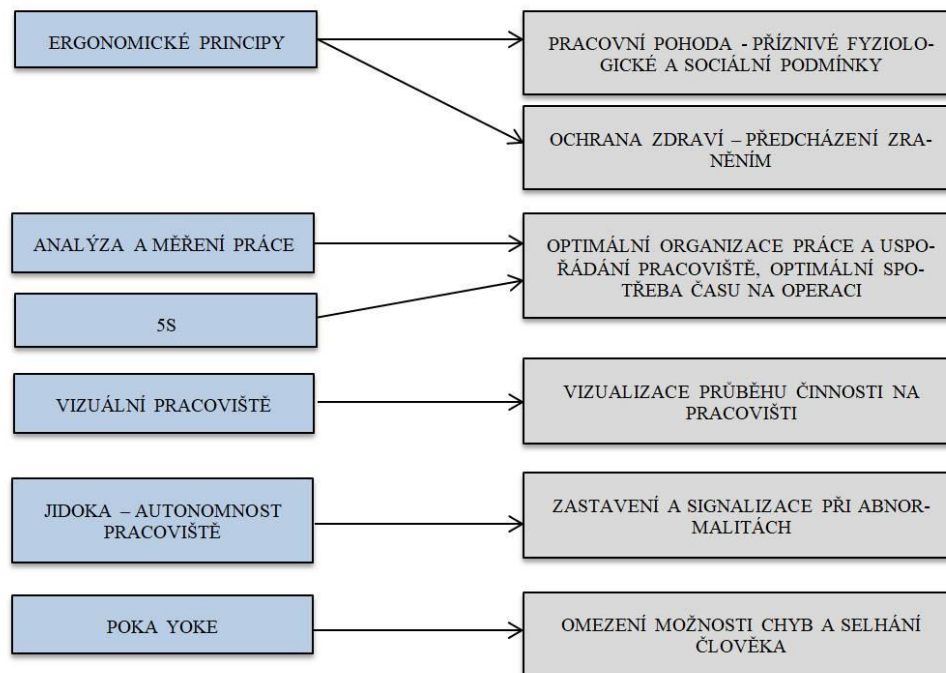 ERGONOMICKÉ PRINCIPY
PRACOVNÍ POHODA - PŘÍZNIVÉ FYZIOLO-
GICKÉ A SOCIÁLNÍ PODMÍNKY
OCHRANA ZDRAVÍ – PŘEDCHÁZENÍ ZRA-
NĚNÍM
ANALÝZA A MĚŘENÍ PRÁCE
OPTIMÁLNÍ ORGANIZACE PRÁCE A USPO-
ŘÁDÁNÍ PRACOVIŠTĚ, OPTIMÁLNÍ SPO-
TŘEBA ČASU NA OPERACI
5S
VIZUÁLNÍ PRACOVIŠTĚ
VIZUALIZACE PRŮBĚHU ČINNOSTI NA
PRACOVIŠTI
JIDOKA – AUTONOMNOST
PRACOVIŠTĚ
ZASTAVENÍ A SIGNALIZACE PŘI ABNOR-
MALITÁCH
POKA YOKE
OMEZENÍ MOŽNOSTI CHYB A SELHÁNÍ
ČLOVĚKA